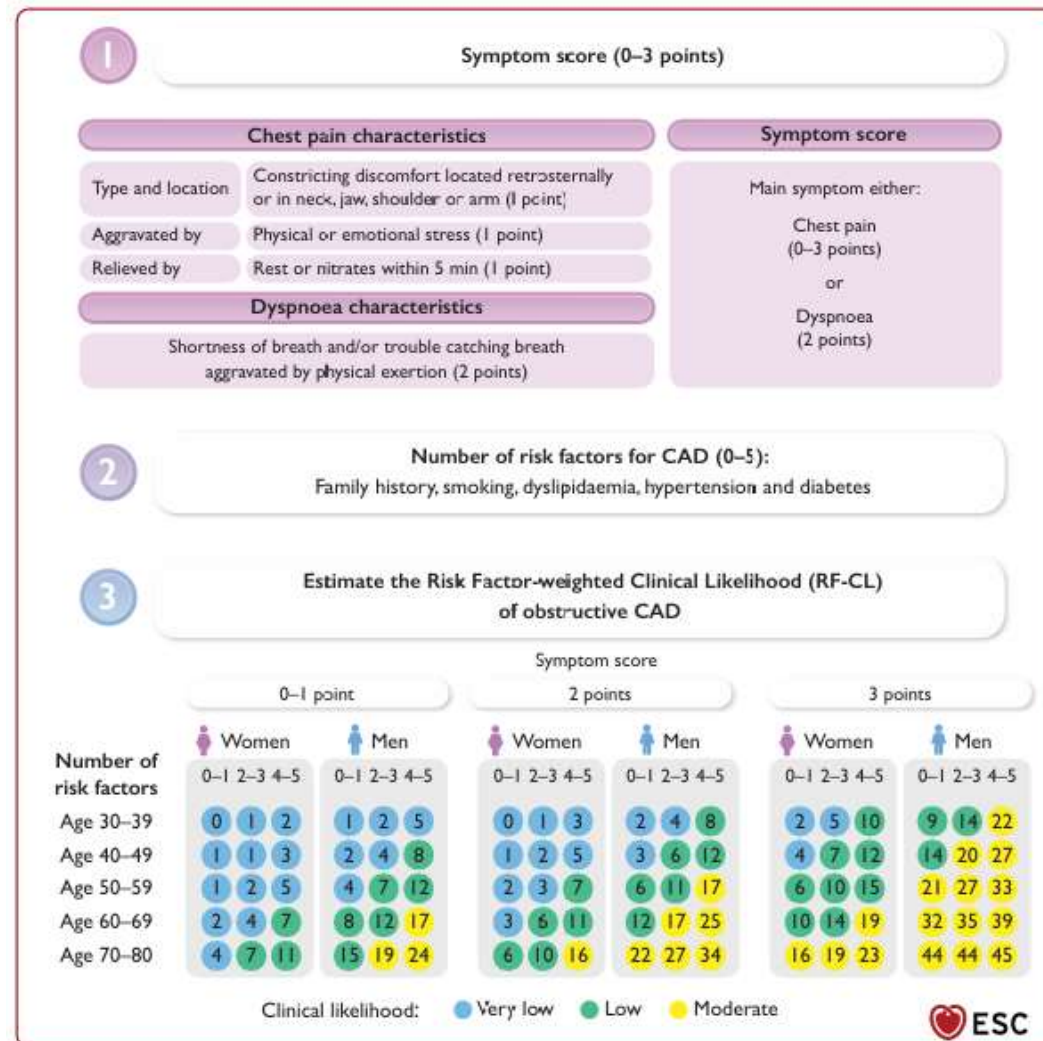 1
Symptom score (0–3 points)
Chest pain characteristics
Symptom score
Type and location
Constricting discomfort located retrosternally
or in neck, jaw, shoulder or arm (1 point)
Aggravated by
Physical or emotional stress (1 point)
Relieved by
Rest or nitrates within 5 min (1 point)
Dyspnoea characteristics
Shortness of breath and/or trouble catching breath
aggravated by physical exertion (2 points)
Main symptom either:
Chest pain
(0–3 points)
or
Dyspnoea
(2 points)
2
Number of risk factors for CAD (0–5):
Family history, smoking, dyslipidaemia, hypertension and diabetes
3
Estimate the Risk Factor-weighted Clinical Likelihood (RF-CL)
of obstructive CAD
Symptom score
0–1 point 2 points 3 points
Women Men Women Men Women Men
Number of
risk factors
0–1 2–3 4–5 0–1 2–3 4–5 0–1 2–3 4–5 0–1 2–3 4–5 0–1 2–3 4–5 0–1 2–3 4–5
Age 30–39 0 1 2 1 2 5 0 1 3 2 4 8 2 5 10 9 14 22
Age 40–49 1 1 3 2 4 8 1 2 5 3 6 12 4 7 12 14 20 27
Age 50–59 1 2 5 4 7 12 2 3 7 6 11 17 6 10 15 21 27 33
Age 60–69 2 4 7 8 12 17 3 6 11 12 17 25 10 14 19 32 35 39
Age 70–80 4 7 11 15 19 24 6 10 16 22 27 34 16 19 23 44 44 45
Clinical likelihood: Very low Low Moderate
ESC